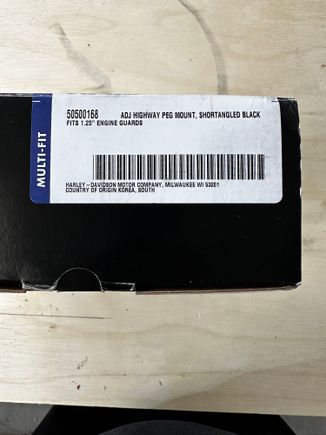 MULTI-FIT
50500168 ADJ HIGHWAY PEG MOUNT, SHORTANGLED BLACK
FITS 1.25" ENGINE GUARDS
HARLEY-DAVIDSON MOTOR COMPANY, MILWAUKEE WI 53201
COUNTRY OF ORIGIN KOREA, SOUTH